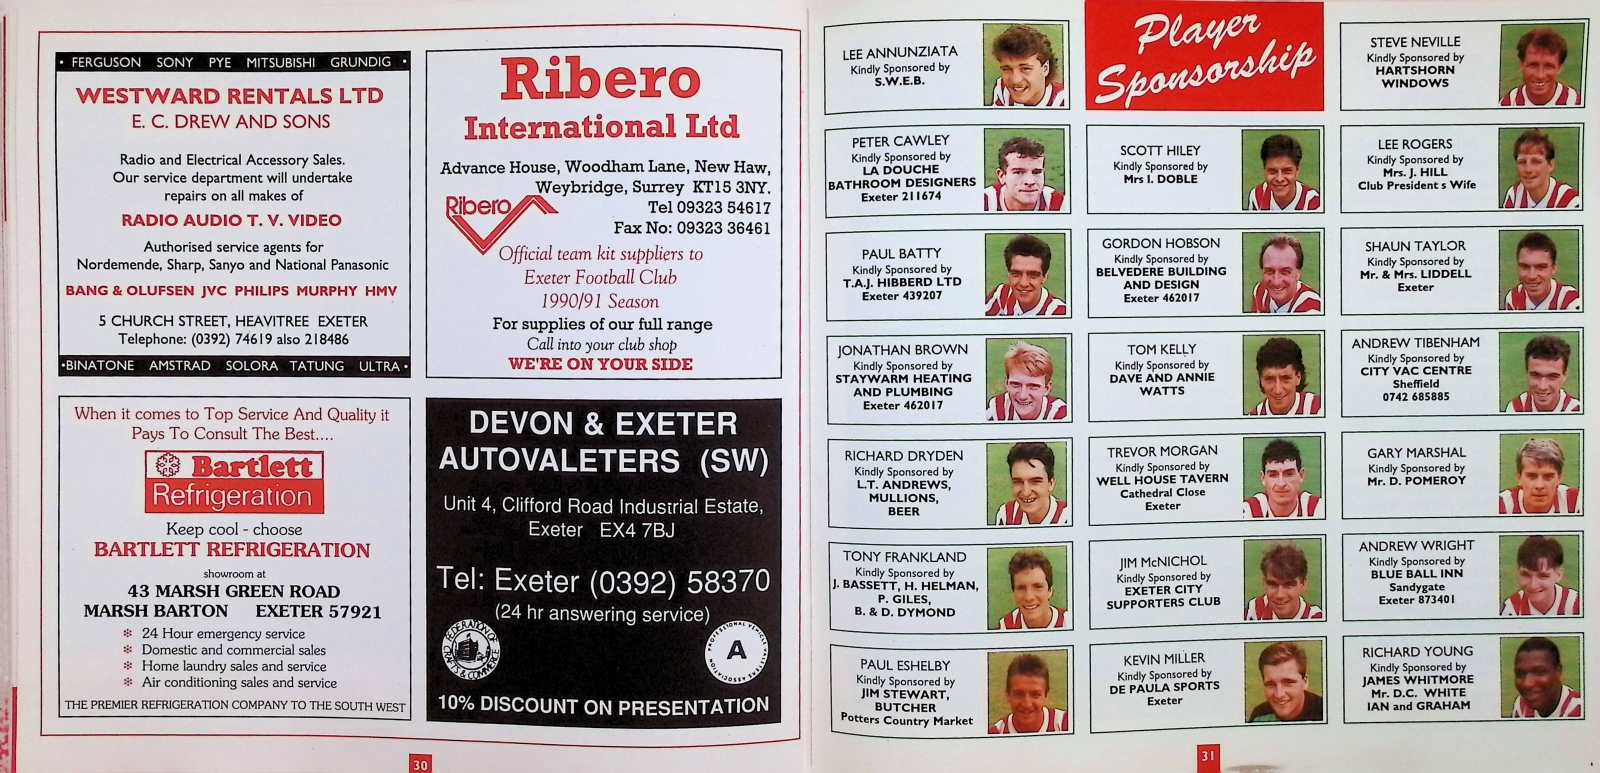 • FERGUSON SONY PYE MITSUBISHI GRUNDIG •
WESTWARD RENTALS LTD
E. C. DREW AND SONS
Radio and Electrical Accessory Sales.
Our service department will undertake
repairs on all makes of
RADIO AUDIO T. V. VIDEO
Authorised service agents for
Nordemende, Sharp, Sanyo and National Panasonic
BANG & OLUFSEN JVC PHILIPS MURPHY HMV
5 CHURCH STREET, HEAVITREE EXETER
Telephone: (0392) 74619 also 218486
•BINATONE AMSTRAD SOLORA TATUNG ULTRA •
Ribero
International Ltd
Advance House, Woodham Lane, New Haw,
Weybridge, Surrey KT15 3NY.
Ribero
Tel 09323 54617
Fax No: 09323 36461
Official team kit suppliers to
Exeter Football Club
1990/91 Season
For supplies of our full range
Call into your club shop
WE'RE ON YOUR SIDE
When it comes to Top Service And Quality it
Pays To Consult The Best....
Bartlett
Refrigeration
Keep cool - choose
BARTLETT REFRIGERATION
showroom at
43 MARSH GREEN ROAD
MARSH BARTON EXETER 57921
24 Hour emergency service
Domestic and commercial sales
Home laundry sales and service
Air conditioning sales and service
THE PREMIER REFRIGERATION COMPANY TO THE SOUTH WEST
DEVON & EXETER
AUTOVALETERS (SW)
Unit 4, Clifford Road Industrial Estate,
Exeter EX4 7BJ
Tel: Exeter (0392) 58370
(24 hr answering service)
FEDERATION OF
CRAFTS & COMMERCE
A
10% DISCOUNT ON PRESENTATION
30
LEE ANNUNZIATA
Kindly Sponsored by
S.W.E.B.
Player
Sponsorship
STEVE NEVILLE
Kindly Sponsored by
HARTSHORN
WINDOWS
PETER CAWLEY
Kindly Sponsored by
LA DOUCHE
BATHROOM DESIGNERS
Exeter 211674
SCOTT HILEY
Kindly Sponsored by
Mrs I. DOBLE
LEE ROGERS
Kindly Sponsored by
Mrs. J. HILL
Club President s Wife
PAUL BATTY
Kindly Sponsored by
T.A.J. HIBBERD LTD
Exeter 439207
GORDON HOBSON
Kindly Sponsored by
BELVEDERE BUILDING
AND DESIGN
Exeter 462017
SHAUN TAYLOR
Kindly Sponsored by
Mr. & Mrs. LIDDELL
Exeter
JONATHAN BROWN
Kindly Sponsored by
STAYWARM HEATING
AND PLUMBING
Exeter 462017
TOM KELLY
Kindly Sponsored by
DAVE AND ANNIE
WATTS
ANDREW TIBENHAM
Kindly Sponsored by
CITY VAC CENTRE
Sheffield
0742 685885
RICHARD DRYDEN
Kindly Sponsored by
L.T. ANDREWS,
MULLIONS,
BEER
TREVOR MORGAN
Kindly Sponsored by
WELL HOUSE TAVERN
Cathedral Close
Exeter
GARY MARSHAL
Kindly Sponsored by
Mr. D. POMEROY
TONY FRANKLAND
Kindly Sponsored by
J. BASSETT, H. HELMAN,
P. GILES,
B. & D. DYMOND
JIM McNICHOL
Kindly Sponsored by
EXETER CITY
SUPPORTERS CLUB
ANDREW WRIGHT
Kindly Sponsored by
BLUE BALL INN
Sandygate
Exeter 873401
PAUL ESHELBY
Kindly Sponsored by
JIM STEWART,
BUTCHER
Potters Country Market
KEVIN MILLER
Kindly Sponsored by
DE PAULA SPORTS
Exeter
RICHARD YOUNG
Kindly Sponsored by
JAMES WHITMORE
Mr. D.C. WHITE
IAN and GRAHAM
31